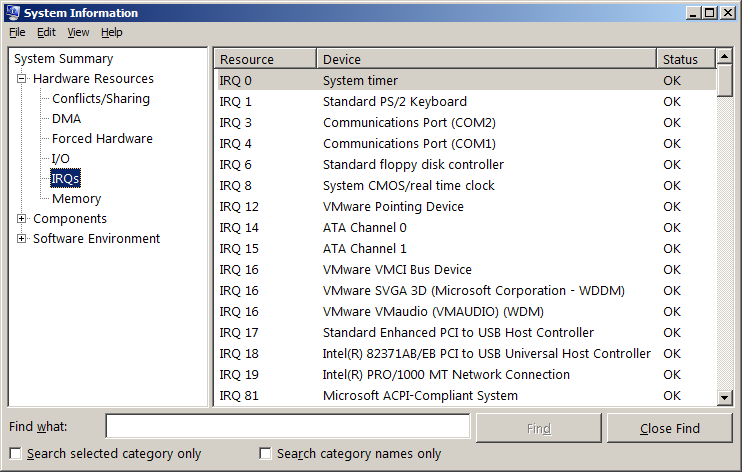 System Information
File Edit View Help
System Summary
Hardware Resources
Conflicts/Sharing
DMA
Forced Hardware
I/O
IRQs
Memory
Components
Software Environment
Resource Device Status
IRQ 0 System timer OK
IRQ 1 Standard PS/2 Keyboard OK
IRQ 3 Communications Port (COM2) OK
IRQ 4 Communications Port (COM1) OK
IRQ 6 Standard floppy disk controller OK
IRQ 8 System CMOS/real time clock OK
IRQ 12 VMware Pointing Device OK
IRQ 14 ATA Channel 0 OK
IRQ 15 ATA Channel 1 OK
IRQ 16 VMware VMCI Bus Device OK
IRQ 16 VMware SVGA 3D (Microsoft Corporation - WDDM) OK
IRQ 16 VMware VMaudio (VMAUDIO) (WDM) OK
IRQ 17 Standard Enhanced PCI to USB Host Controller OK
IRQ 18 Intel(R) 82371AB/EB PCI to USB Universal Host Controller OK
IRQ 19 Intel(R) PRO/1000 MT Network Connection OK
IRQ 81 Microsoft ACPI-Compliant System OK
Find what: Find Close Find
Search selected category only Search category names only